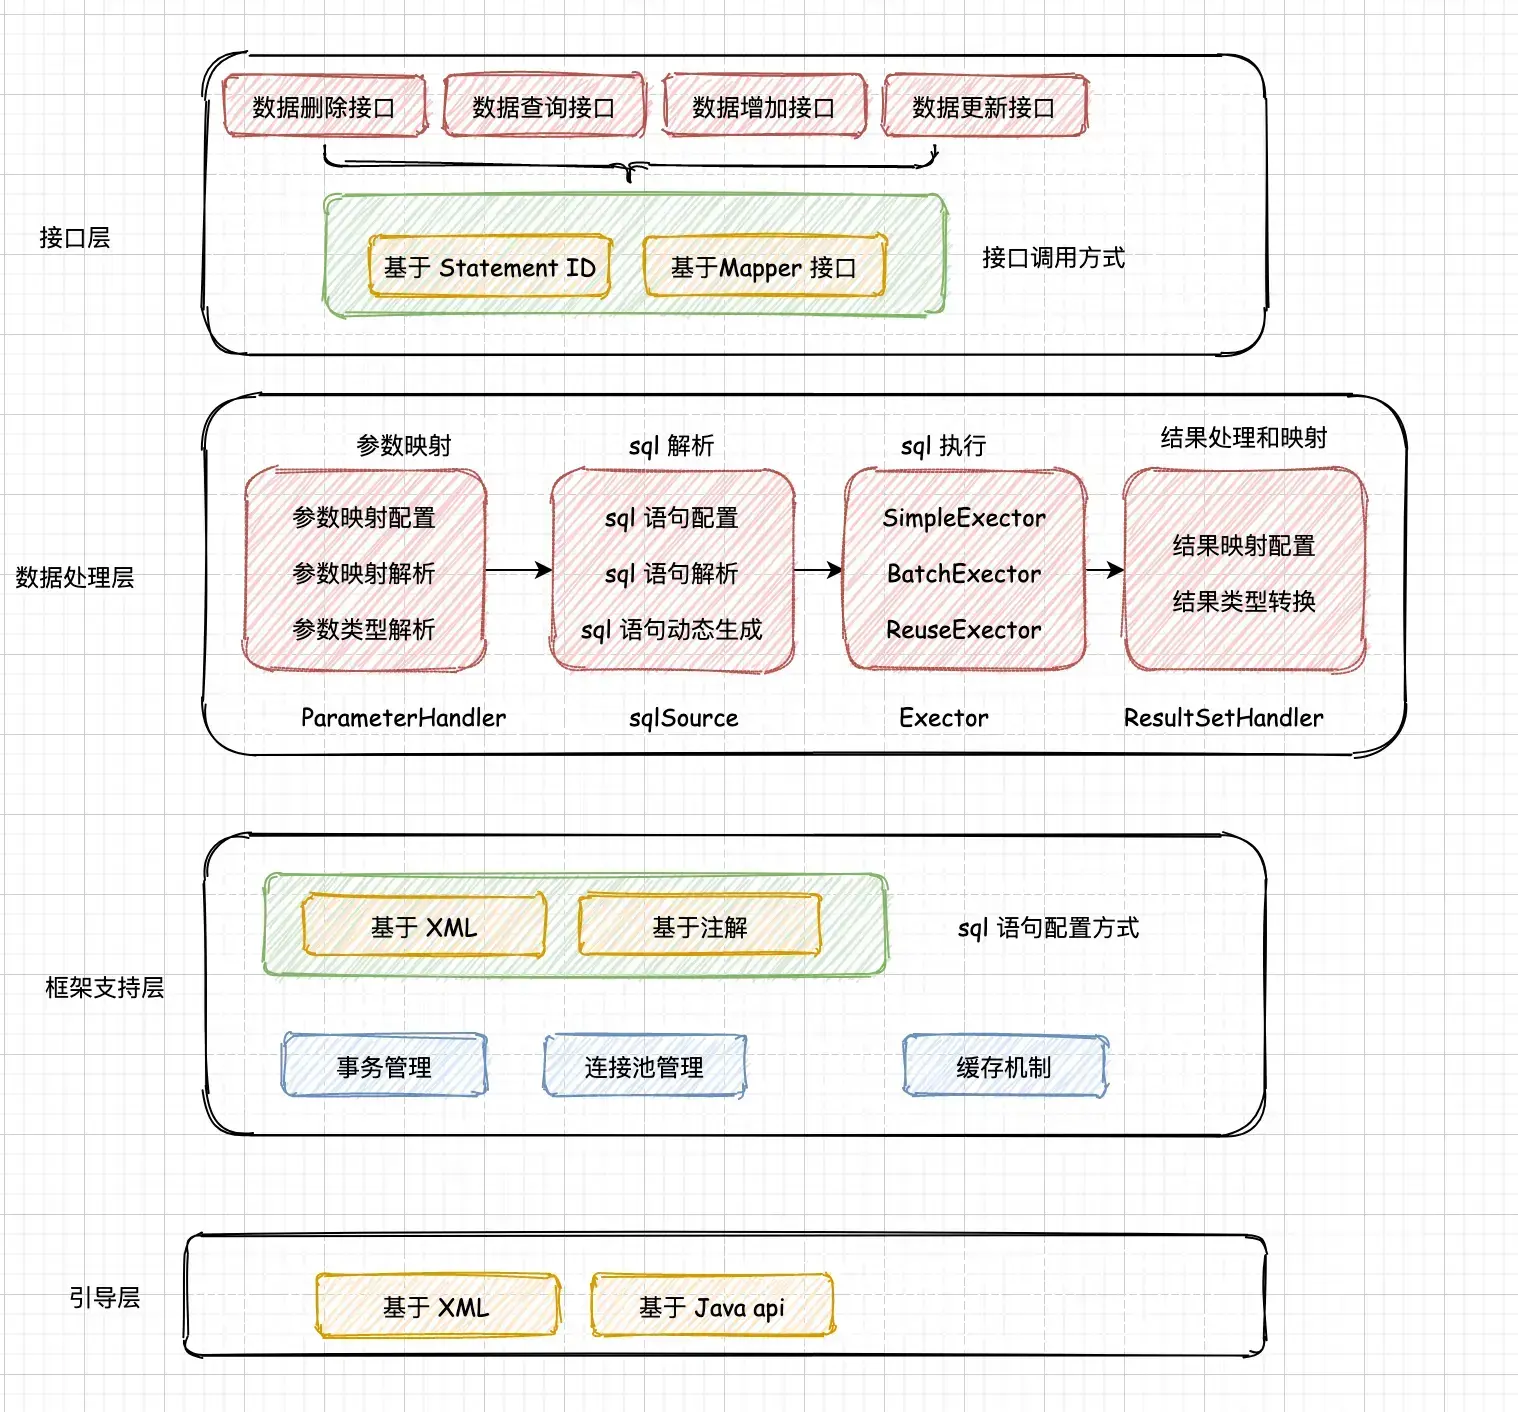 数据删除接口
数据查询接口
数据增加接口
数据更新接口
接口层
基于 Statement ID
基于Mapper 接口
接口调用方式
数据处理层
参数映射
sql 解析
sql 执行
结果处理和映射
参数映射配置
参数映射解析
参数类型解析
sql 语句配置
sql 语句解析
sql 语句动态生成
SimpleExector
BatchExector
ReuseExector
结果映射配置
结果类型转换
ParameterHandler
sqlSource
Exector
ResultSetHandler
框架支持层
基于 XML
基于注解
sql 语句配置方式
事务管理
连接池管理
缓存机制
引导层
基于 XML
基于 Java api